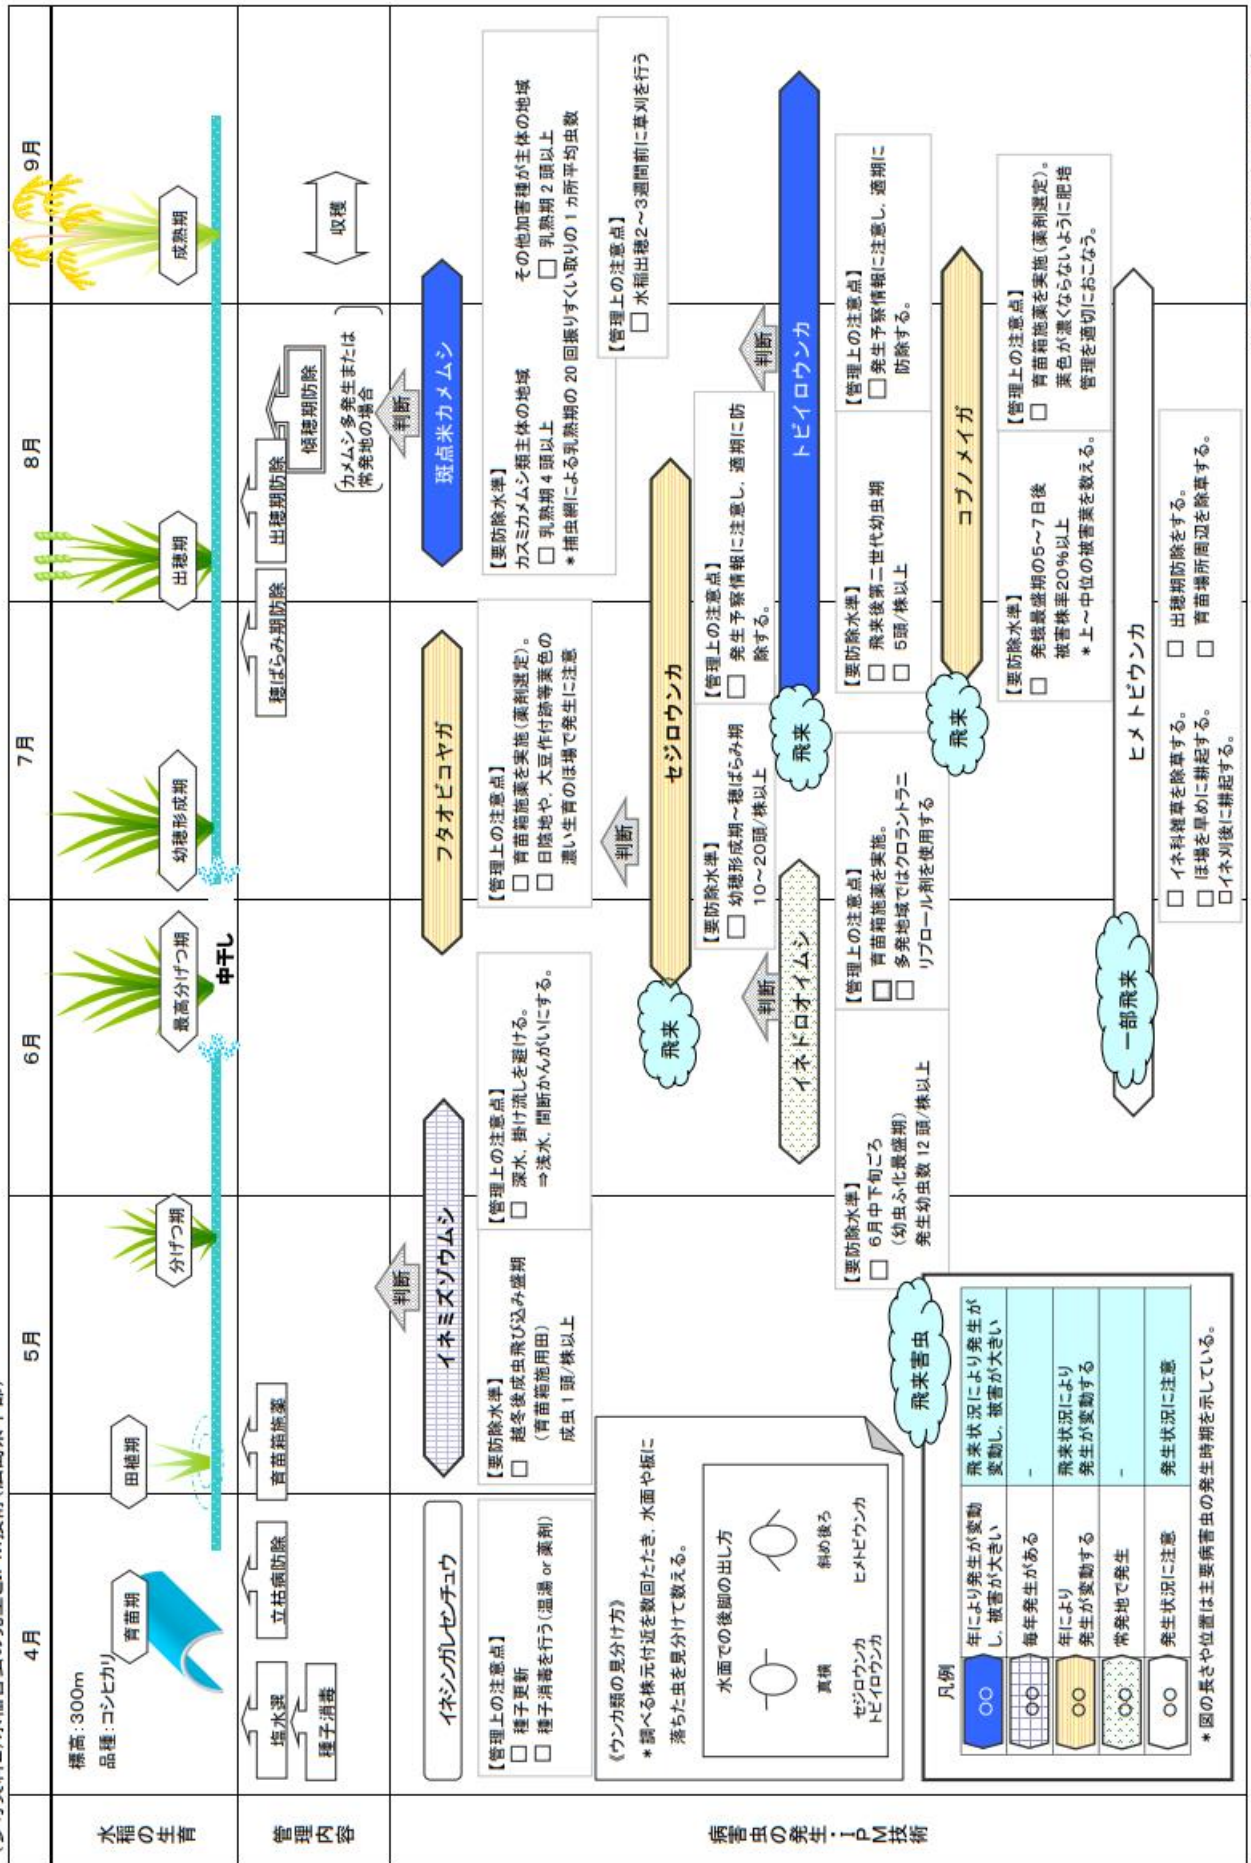 4月
5月
6月
7月
8月
9月
水稲の生育
標高:300m
品種:コシヒカリ
育苗期
田植期
分げつ期
最高分げつ期
中干し
幼穂形成期
出穂期
成熟期
管理内容
塩水選
種子消毒
立枯病防除
育苗箱施薬
穂ばらみ期防除
出穂期防除
傾穂期防除
カメムシ多発生または
常発地の場合
収穫
病害虫の発生・IPM技術
イネシンガレセンチュウ
【管理上の注意点】
□ 種子更新
□ 種子消毒を行う(温湯 or 薬剤)
判断
イネミズゾウムシ
【要防除水準】
□ 越冬後成虫飛び込み盛期
(育苗箱施用田)
成虫1頭/株以上
【管理上の注意点】
□ 深水、掛け流しを避ける。
⇒浅水、間断かんがいにする。
フタオビコヤガ
【管理上の注意点】
□ 育苗箱施薬を実施(薬剤選定)。
□ 日陰地や、大豆作付跡等葉色の
濃い生育のほ場で発生に注意
判断
斑点米カメムシ
【要防除水準】
カスミカメムシ類主体の地域
□ 乳熟期4頭以上
その他加害種が主体の地域
□ 乳熟期2頭以上
*捕虫網による乳熟期の20回振りすくい取りの1カ所平均虫数
【管理上の注意点】
□ 水稲出穂2~3週間前に草刈を行う
判断
飛来
セジロウンカ
【要防除水準】
□ 幼穂形成期~穂ばらみ期
10~20頭/株以上
【管理上の注意点】
□ 発生予察情報に注意し、適期に防
除する。
判断
イネドロオイムシ
【要防除水準】
□ 6月中下旬ごろ
(幼虫ふ化最盛期)
発生幼虫数12頭/株以上
【管理上の注意点】
□ 育苗箱施薬を実施。
□ 多発地域ではクロラントラニ
リプロール剤を使用する
判断
飛来
トビイロウンカ
【要防除水準】
□ 飛来後第二世代幼虫期
□ 5頭/株以上
【管理上の注意点】
□ 発生予察情報に注意し、適期に
防除する。
飛来
コブノメイガ
【要防除水準】
□ 発蛾最盛期の5~7日後
被害株率20%以上
*上~中位の被害葉を数える。
【管理上の注意点】
□ 育苗箱施薬を実施(薬剤選定)。
葉色が濃くならないように肥培
管理を適切におこなう。
一部飛来
ヒメトビウンカ
□ イネ科雑草を除草する。
□ ほ場を早めに耕起する。
□イネ刈後に耕起する。
□ 出穂期防除をする。
□ 育苗場所周辺を除草する。
《ウンカ類の見分け方》
*調べる株元付近を数回たたき、水面や板に
落ちた虫を見分けて数える。
水面での後脚の出し方
真横
斜め後ろ
セジロウンカ
トビイロウンカ
ヒメトビウンカ
凡例
飛来害虫
○○
年により発生が変動
し、被害が大きい
飛来状況により発生が
変動し、被害が大きい
○○
毎年発生がある
-
○○
年により
発生が変動する
飛来状況により
発生が変動する
○○
常発地で発生
-
○○
発生状況に注意
発生状況に注意
*図の長さや位置は主要病害虫の発生時期を示している。